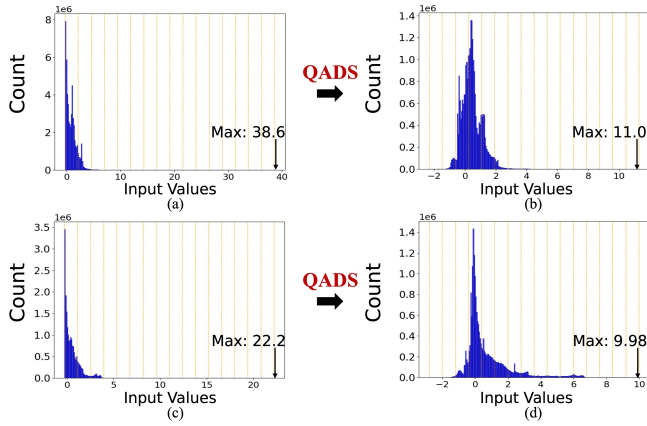 1e6
8
6
4
2
0
Count
Max: 38.6
0
10
20
30
40
Input Values
(a)
QADS
1e6
1.4
1.2
1.0
0.8
0.6
0.4
0.2
0.0
Count
Max: 11.0
−2
0
2
4
6
8
10
Input Values
(b)
1e6
3.5
3.0
2.5
2.0
1.5
1.0
0.5
0.0
Count
Max: 22.2
0
5
10
15
20
Input Values
(c)
QADS
1e6
1.4
1.2
1.0
0.8
0.6
0.4
0.2
0.0
Count
Max: 9.98
−2
0
2
4
6
8
10
Input Values
(d)